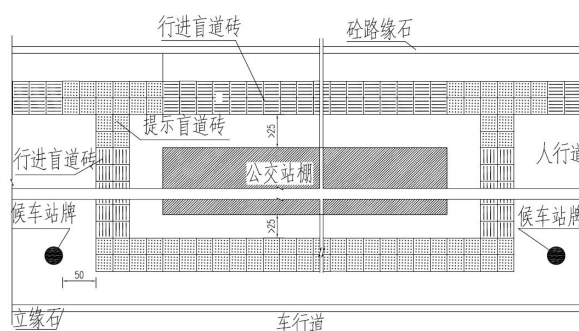 行进盲道砖
砼路缘石
提示盲道砖
>25
行进盲道砖
公交站棚
人行道
候车站牌
>25
候车站牌
50
立缘石
车行道